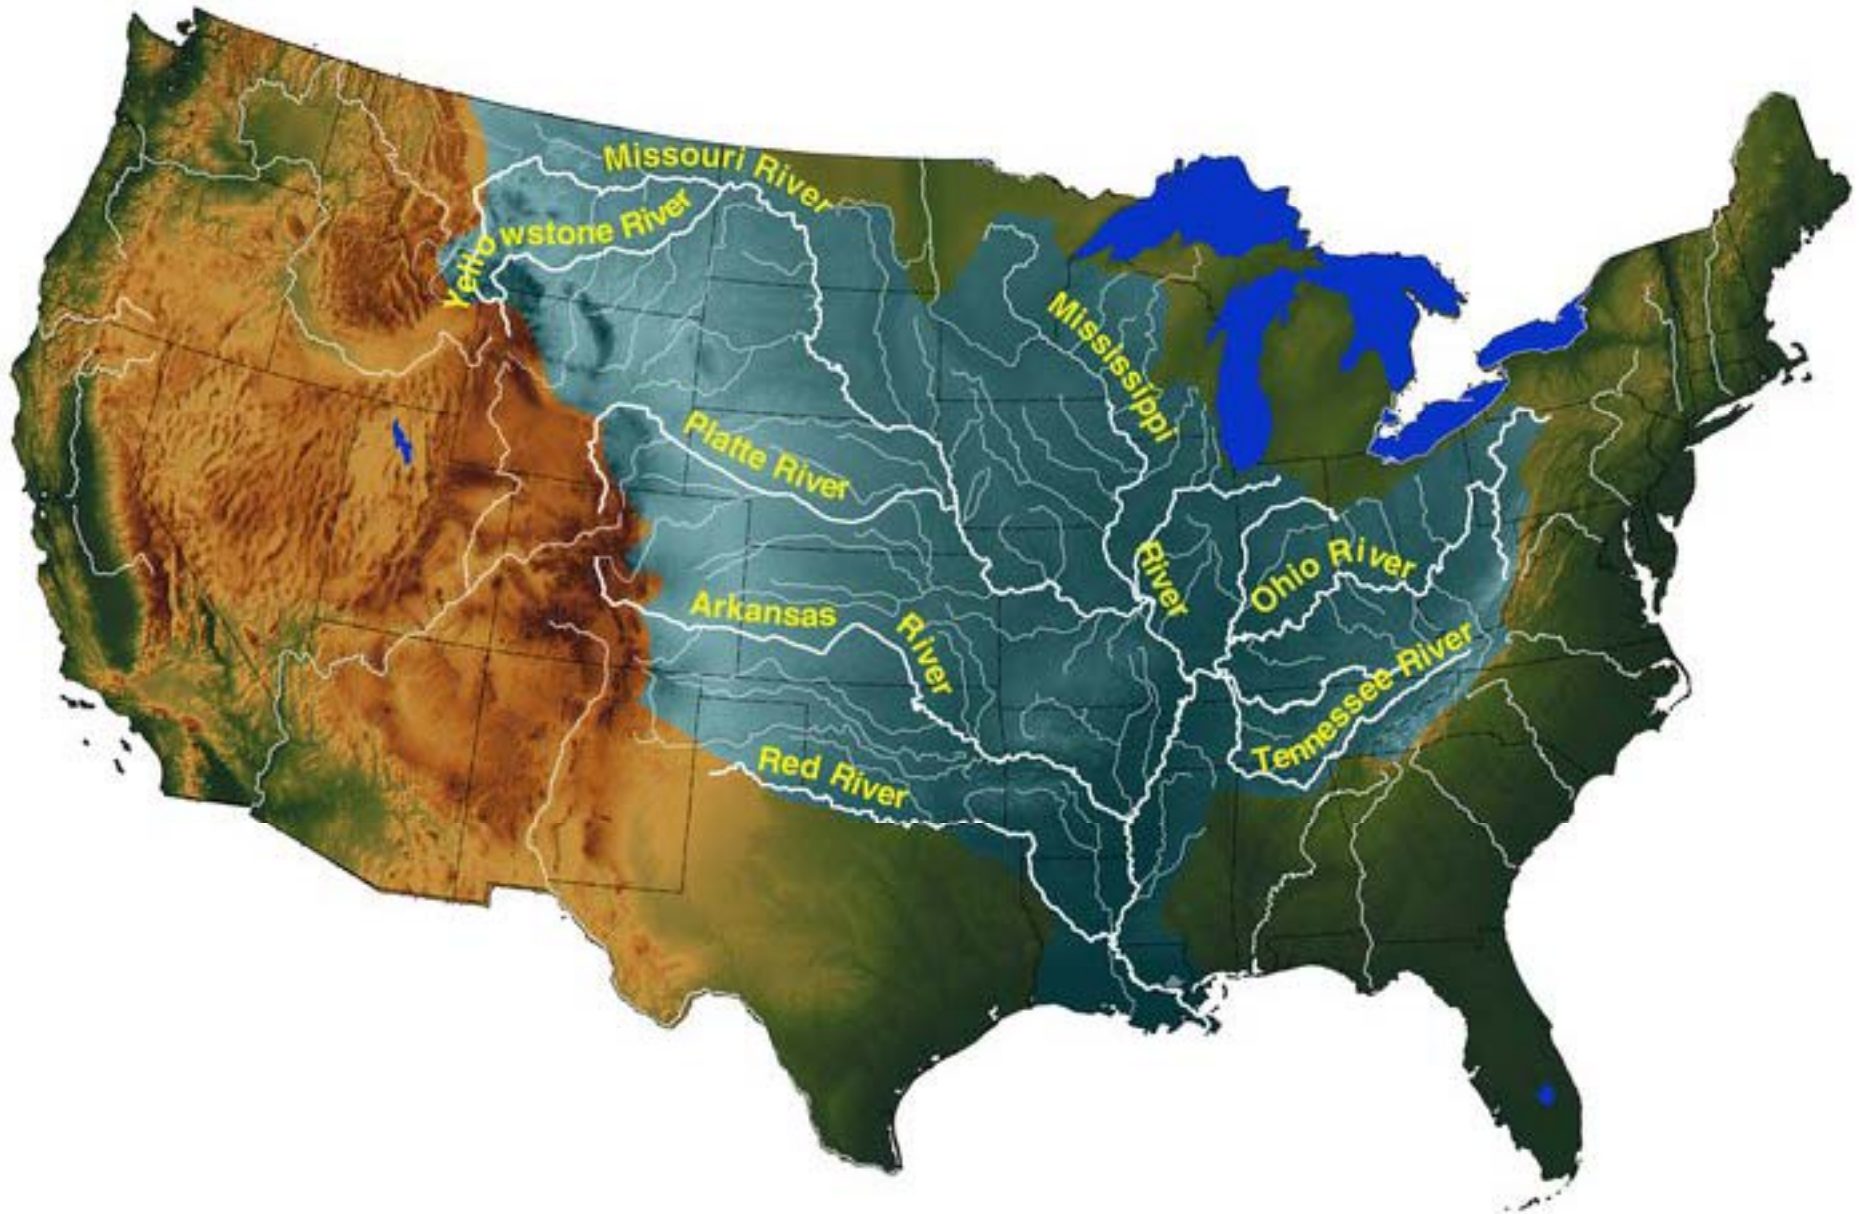 Missouri River
Yellowstone River
Mississippi River
Platte River
Ohio River
Arkansas River
Tennessee River
Red River